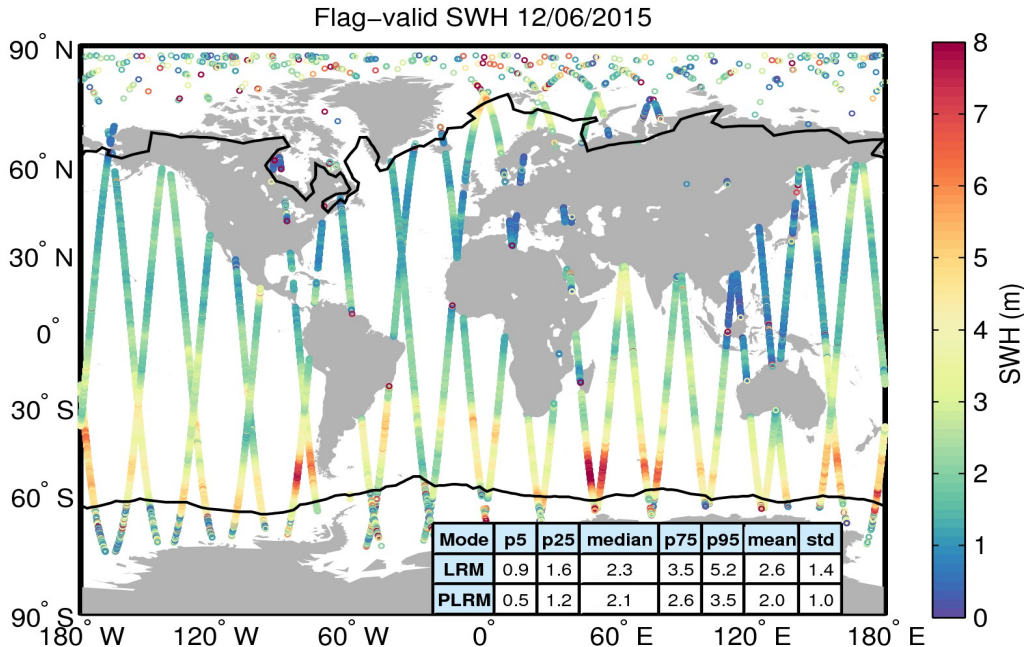 Flag−valid SWH 12/06/2015
90° N
60° N
30° N
0°
30° S
60° S
90° S
180° W
120° W
60° W
0°
60° E
120° E
180° E
Mode p5 p25 median p75 p95 mean std
LRM 0.9 1.6 2.3 3.5 5.2 2.6 1.4
PLRM 0.5 1.2 2.1 2.6 3.5 2.0 1.0
8
7
6
5
4
3
2
1
0
SWH (m)